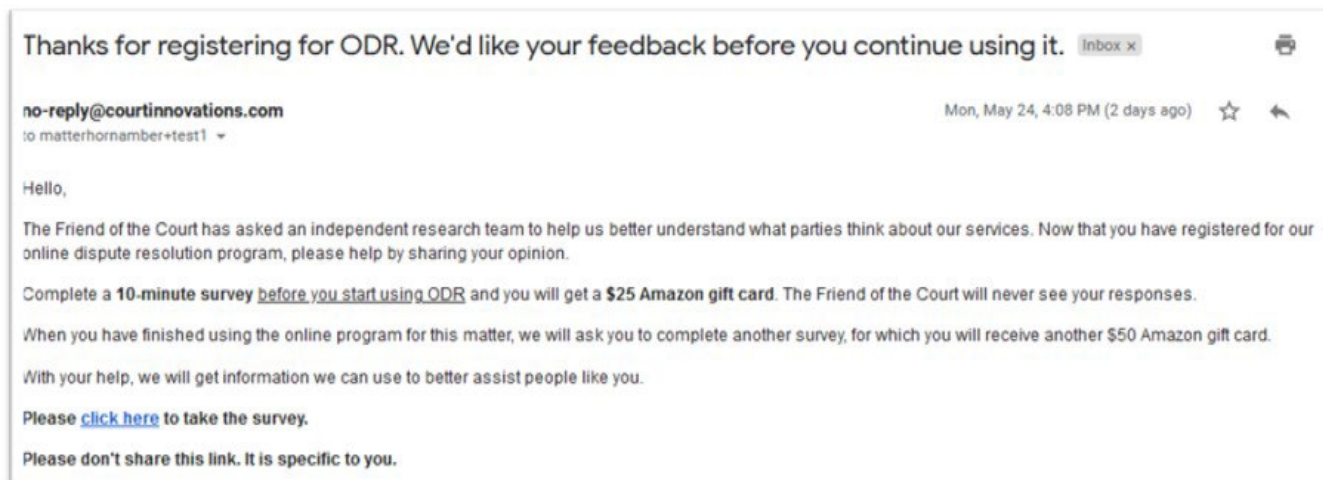 Thanks for registering for ODR. We'd like your feedback before you continue using it. Inbox x
no-reply@courtinnovations.com Mon, May 24, 4:08 PM (2 days ago)
to matterhornamber+test1
Hello,
The Friend of the Court has asked an independent research team to help us better understand what parties think about our services. Now that you have registered for our
online dispute resolution program, please help by sharing your opinion.
Complete a 10-minute survey before you start using ODR and you will get a $25 Amazon gift card. The Friend of the Court will never see your responses.
When you have finished using the online program for this matter, we will ask you to complete another survey, for which you will receive another $50 Amazon gift card.
With your help, we will get information we can use to better assist people like you.
Please click here to take the survey.
Please don't share this link. It is specific to you.